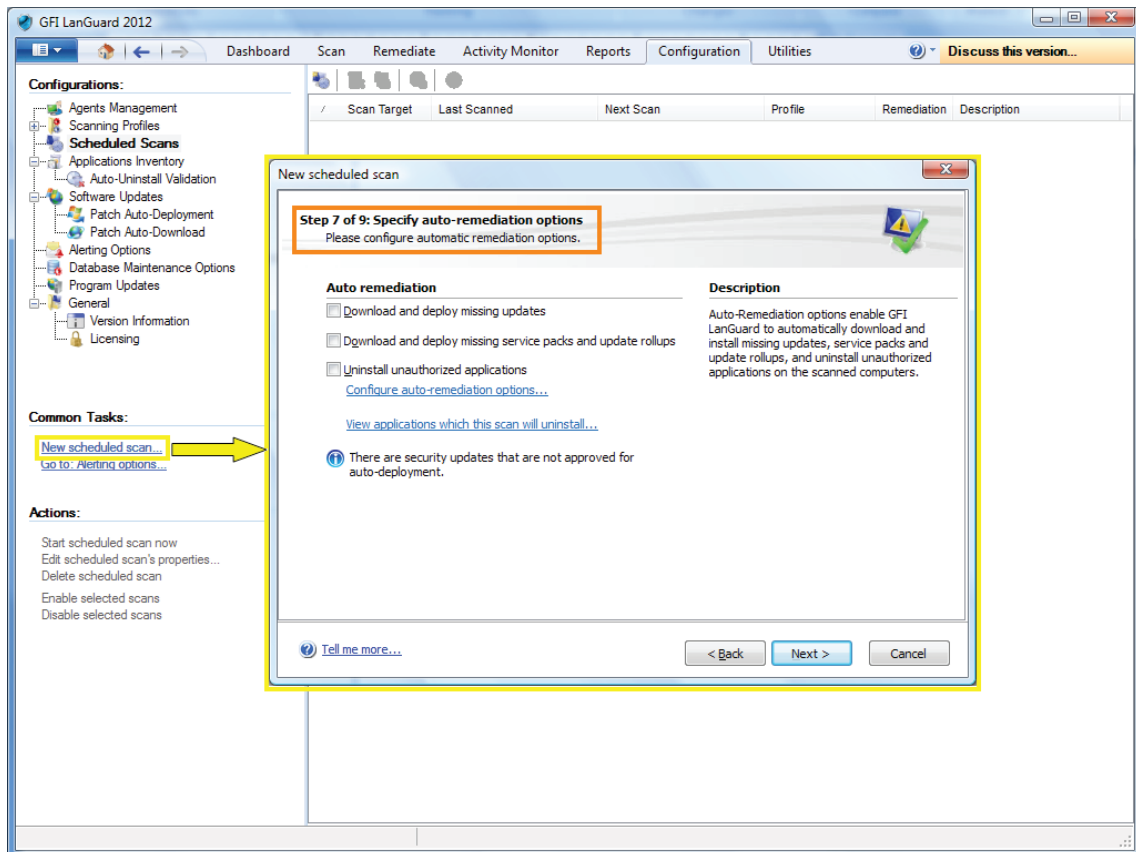 GFI LanGuard 2012
Dashboard Scan Remediate Activity Monitor Reports Configuration Utilities Discuss this version...
Configurations:
Agents Management
Scanning Profiles
Scheduled Scans
Applications Inventory
Auto-Uninstall Validation
Software Updates
Patch Auto-Deployment
Patch Auto-Download
Alerting Options
Database Maintenance Options
Program Updates
General
Version Information
Licensing
Common Tasks:
New scheduled scan...
Go to: Alerting options...
Actions:
Start scheduled scan now
Edit scheduled scan's properties...
Delete scheduled scan
Enable selected scans
Disable selected scans
Scan Target Last Scanned Next Scan Profile Remediation Description
New scheduled scan
Step 7 of 9: Specify auto-remediation options
Please configure automatic remediation options.
Auto remediation
Download and deploy missing updates
Download and deploy missing service packs and update rollups
Uninstall unauthorized applications
Configure auto-remediation options...
View applications which this scan will uninstall...
There are security updates that are not approved for
auto-deployment.
Description
Auto-Remediation options enable GFI
LanGuard to automatically download and
install missing updates, service packs and
update rollups, and uninstall unauthorized
applications on the scanned computers.
Tell me more...
< Back Next > Cancel